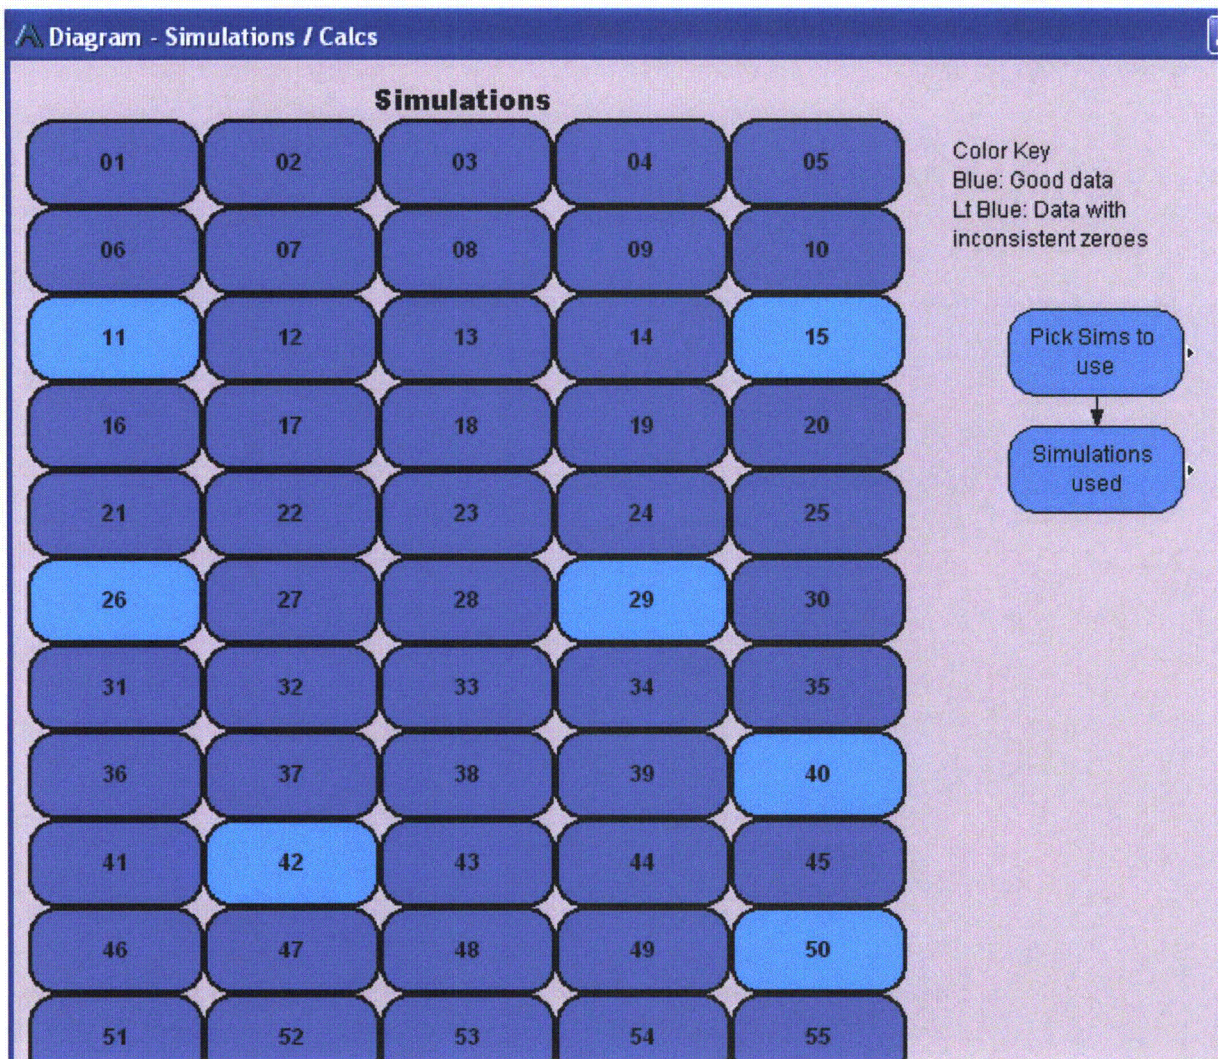 Diagram - Simulations / Calcs
Simulations
01 02 03 04 05
06 07 08 09 10
11 12 13 14 15
16 17 18 19 20
21 22 23 24 25
26 27 28 29 30
31 32 33 34 35
36 37 38 39 40
41 42 43 44 45
46 47 48 49 50
51 52 53 54 55
Color Key
Blue: Good data
Lt Blue: Data with
inconsistent zeroes
Pick Sims to
use
Simulations
used